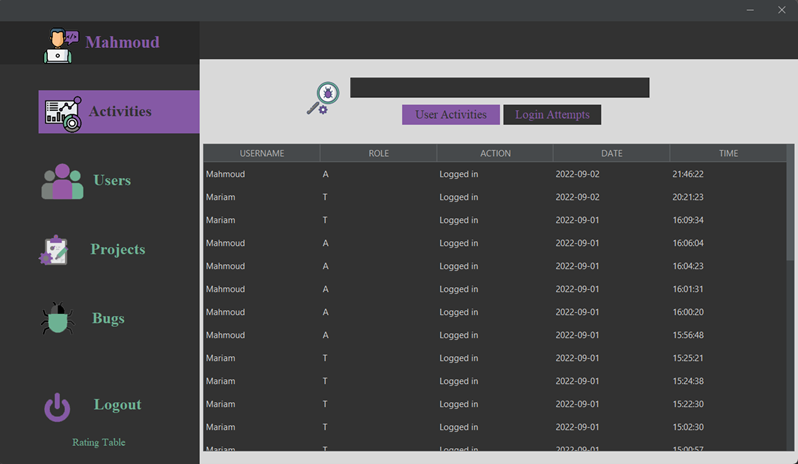 Mahmoud
Activities
Users
Projects
Bugs
Logout
Rating Table
User Activities Login Attempts
USERNAME ROLE ACTION DATE TIME
Mahmoud A Logged in 2022-09-02 21:46:22
Mariam T Logged in 2022-09-02 20:21:23
Mariam T Logged in 2022-09-01 16:09:34
Mahmoud A Logged in 2022-09-01 16:06:04
Mahmoud A Logged in 2022-09-01 16:04:23
Mahmoud A Logged in 2022-09-01 16:01:31
Mahmoud A Logged in 2022-09-01 16:00:20
Mahmoud A Logged in 2022-09-01 15:56:48
Mariam T Logged in 2022-09-01 15:25:21
Mariam T Logged in 2022-09-01 15:24:38
Mariam T Logged in 2022-09-01 15:22:30
Mariam T Logged in 2022-09-01 15:02:30
Mariam T Logged in 2022-09-01 15:00:57